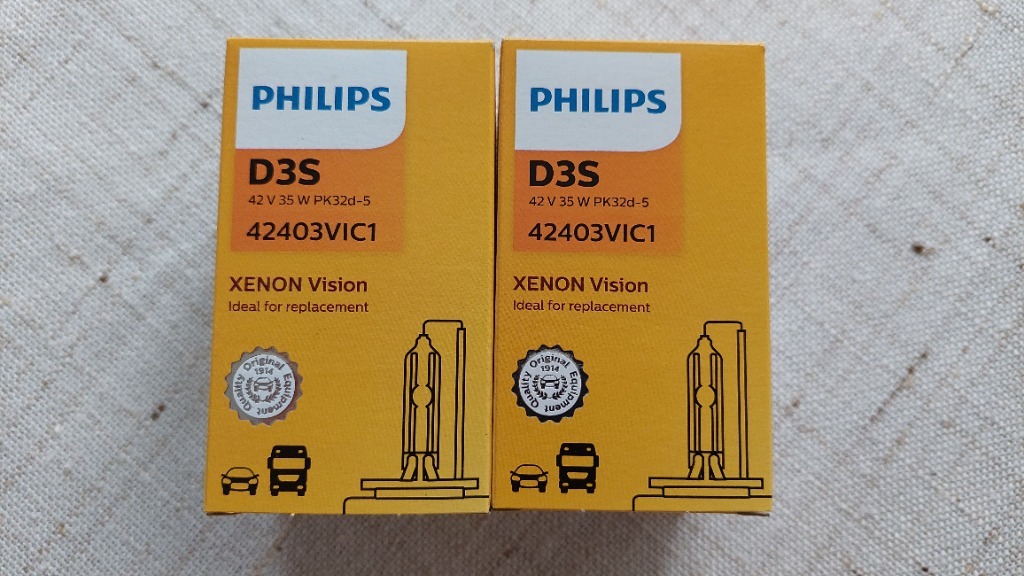 PHILIPS
D3S
42 V 35 W PK32d-5
42403VIC1
XENON Vision
Ideal for replacement
Original Equipment Quality
1914
PHILIPS
D3S
42 V 35 W PK32d-5
42403VIC1
XENON Vision
Ideal for replacement
Original Equipment Quality
1914